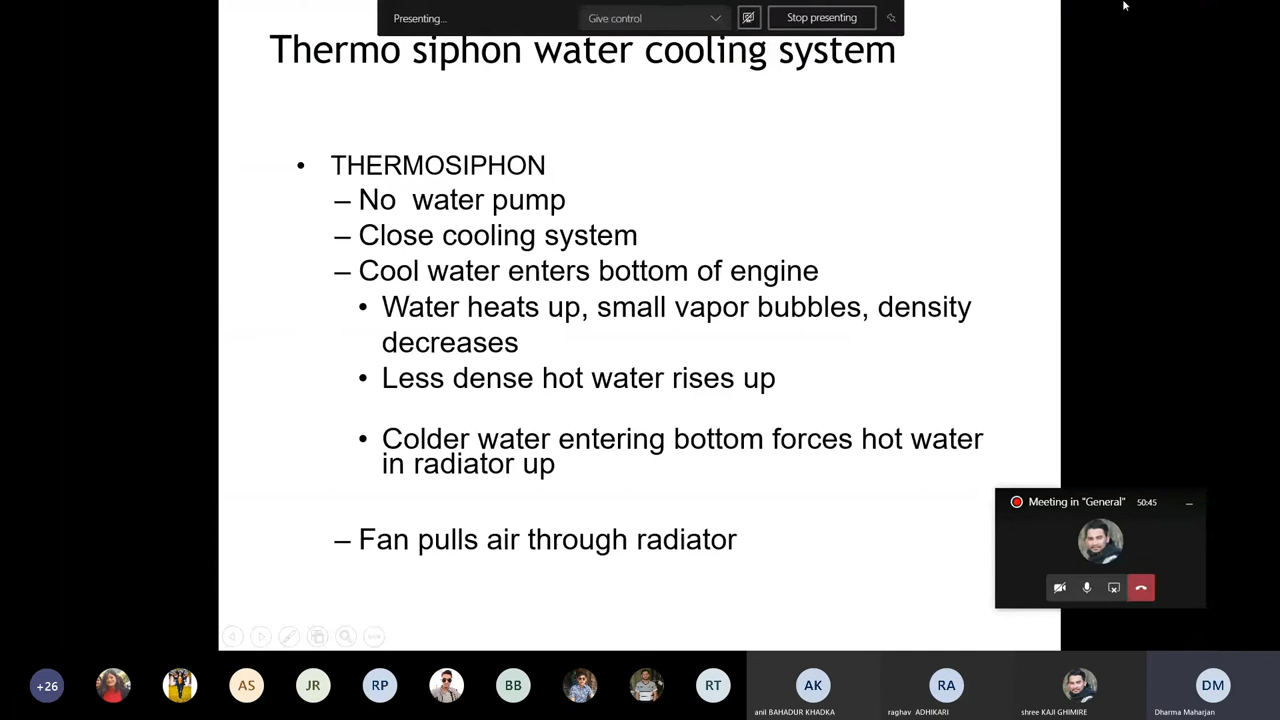 Presenting...
Give control
Stop presenting
Thermo siphon water cooling system
• THERMOSIPHON
– No water pump
– Close cooling system
– Cool water enters bottom of engine
• Water heats up, small vapor bubbles, density
decreases
• Less dense hot water rises up
• Colder water entering bottom forces hot water
in radiator up
– Fan pulls air through radiator
Meeting in "General" 50:45
+26
AS
JR
RP
BB
RT
AK
RA
DM
anil BAHADUR KHADKA
raghav ADHIKARI
shree KAJI GHIMIRE
Dharma Maharjan